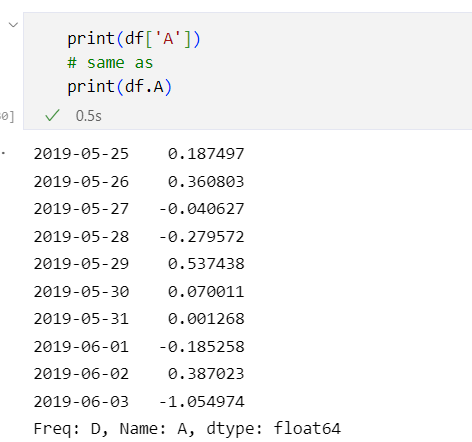 print(df['A'])
# same as
print(df.A)
0.5s
2019-05-25 0.187497
2019-05-26 0.360803
2019-05-27 -0.040627
2019-05-28 -0.279572
2019-05-29 0.537438
2019-05-30 0.070011
2019-05-31 0.001268
2019-06-01 -0.185258
2019-06-02 0.387023
2019-06-03 -1.054974
Freq: D, Name: A, dtype: float64